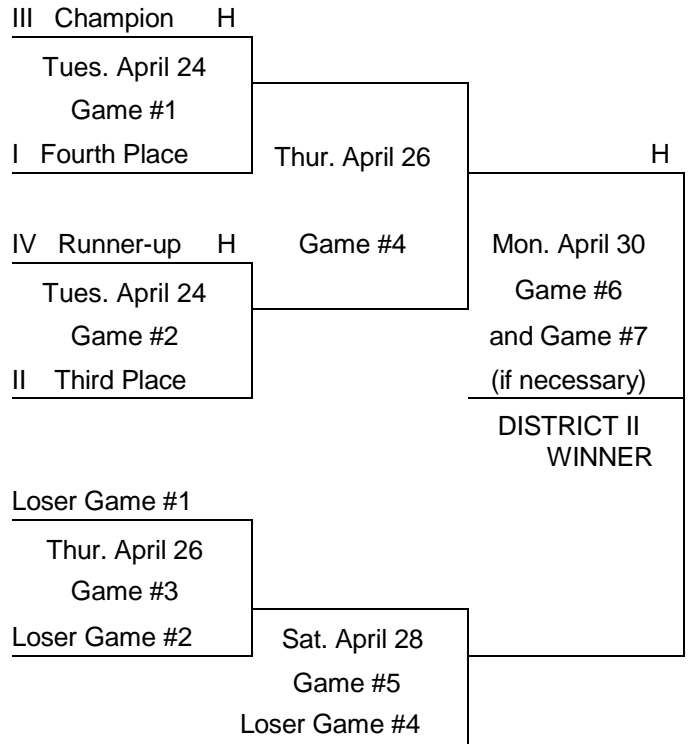 III Champion H
Tues. April 24
Game #1
I Fourth Place
Thur. April 26
H
IV Runner-up H
Game #4
Mon. April 30
Tues. April 24
Game #6
Game #2
and Game #7
II Third Place
(if necessary)
DISTRICT II
WINNER
Loser Game #1
Thur. April 26
Game #3
Loser Game #2
Sat. April 28
Game #5
Loser Game #4